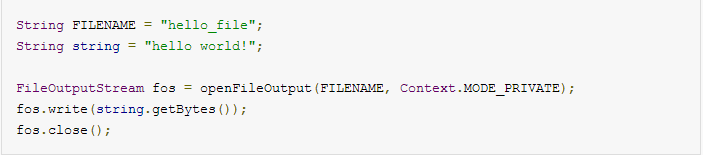 String FILENAME = "hello_file";
String string = "hello world!";
FileOutputStream fos = openFileOutput(FILENAME, Context.MODE_PRIVATE);
fos.write(string.getBytes());
fos.close();